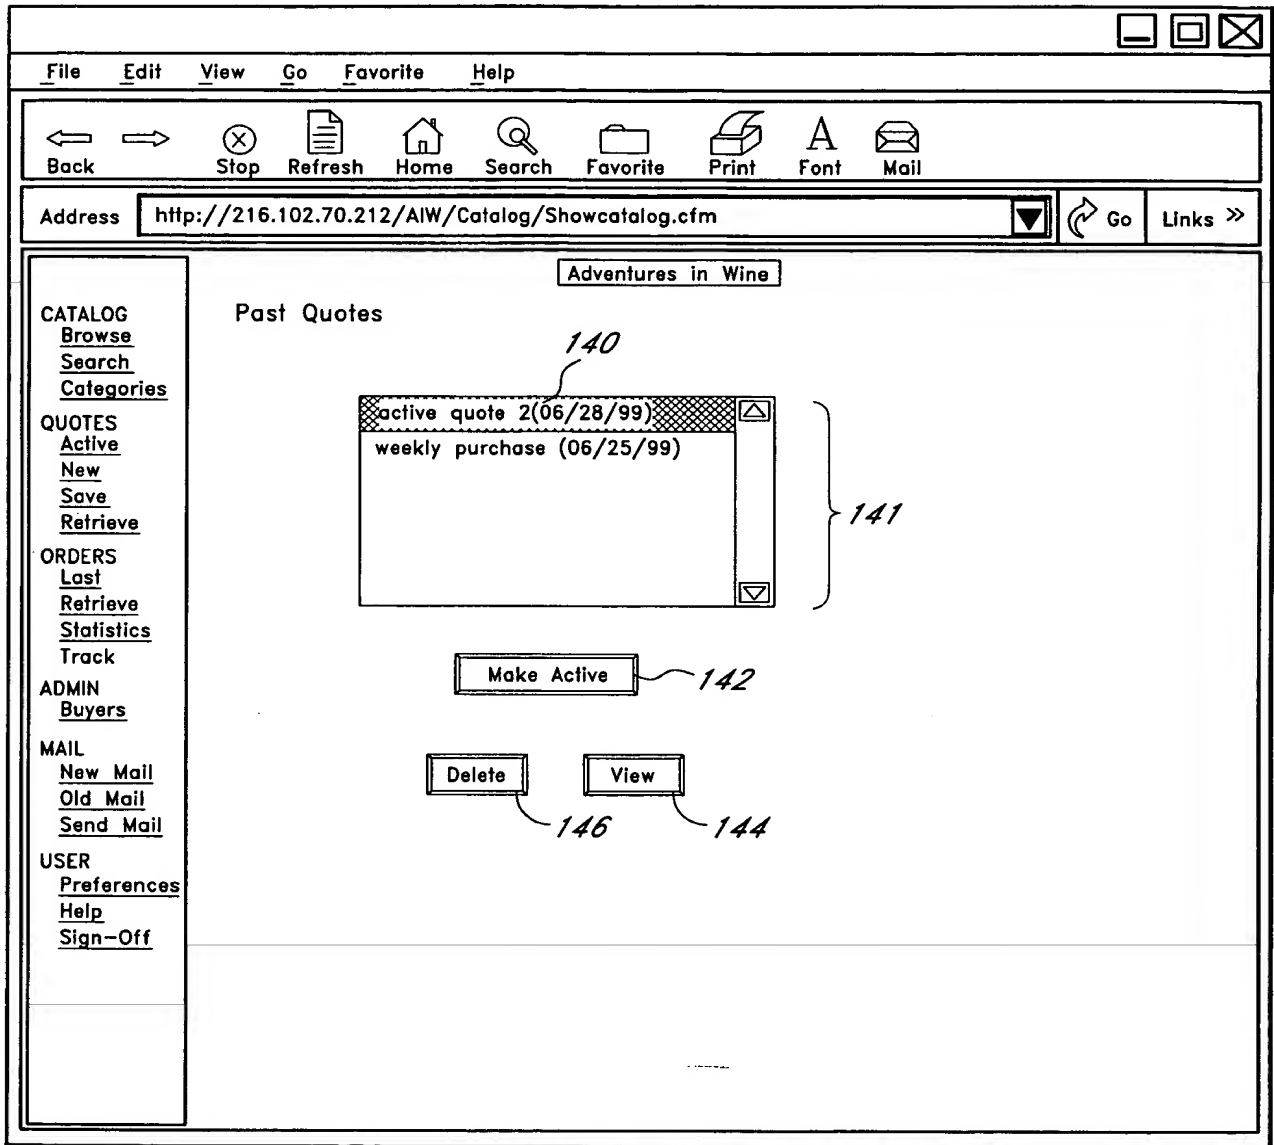 File Edit View Go Favorite Help
Back Stop Refresh Home Search Favorite Print Font Mail
A
Address http://216.102.70.212/AIW/Catalog/Showcatalog.cfm Go Links >>
Adventures in Wine
CATALOG
Browse
Search
Categories
QUOTES
Active
New
Save
Retrieve
ORDERS
Last
Retrieve
Statistics
Track
ADMIN
Buyers
MAIL
New Mail
Old Mail
Send Mail
USER
Preferences
Help
Sign-Off
Past Quotes
140
active quote 2(06/28/99)
weekly purchase (06/25/99)
141
Make Active
142
Delete
View
146
144